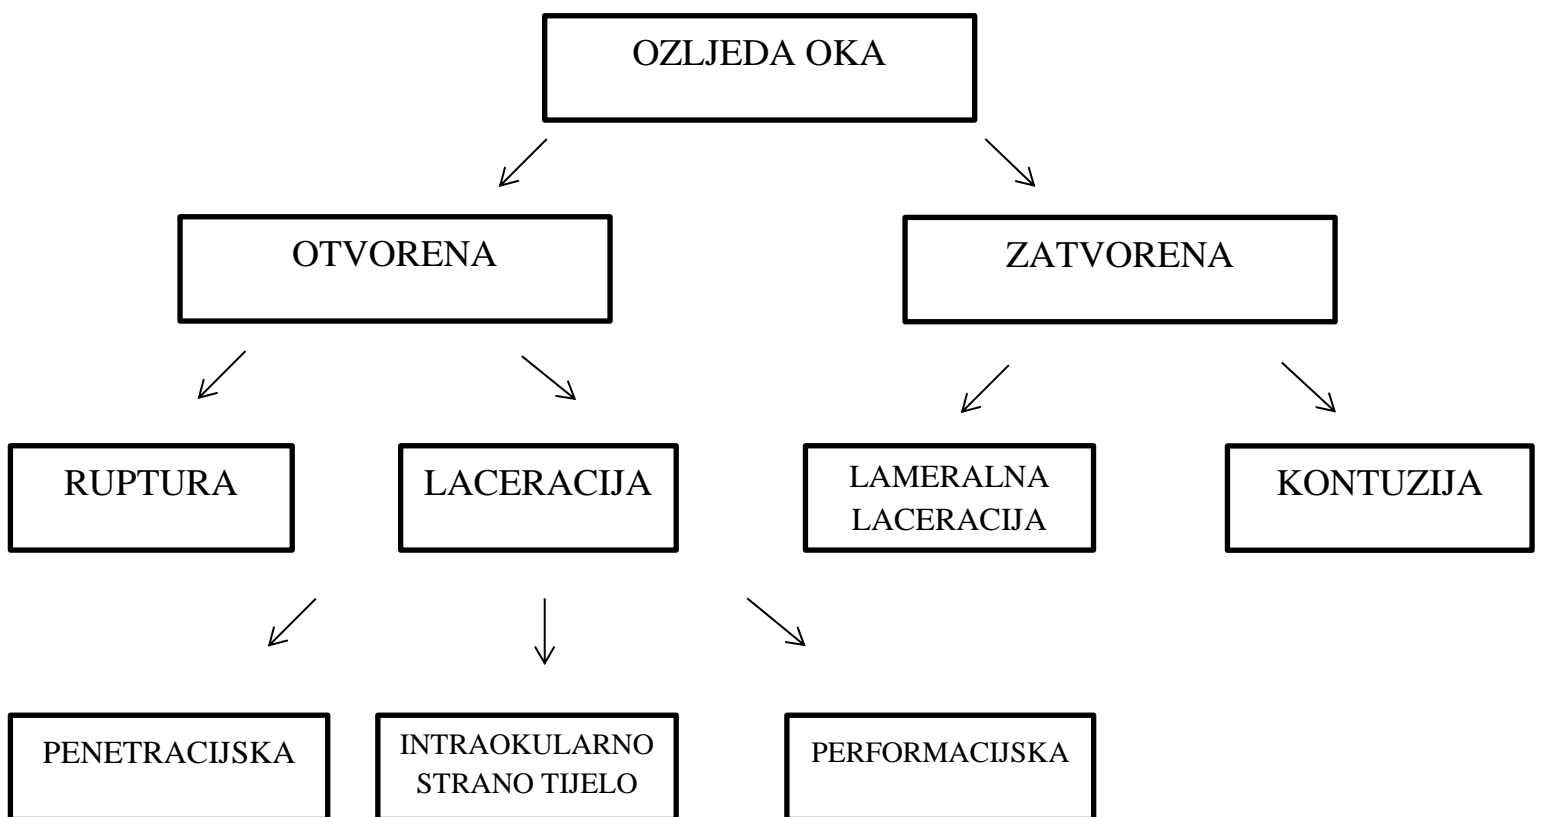 OZLJEDA OKA
OTVORENA
ZATVORENA
RUPTURA
LACERACIJA
LAMERALNA
LACERACIJA
KONTUZIJA
PENETRACIJSKA
INTRAOKULARNO
STRANO TIJELO
PERFORMACIJSKA